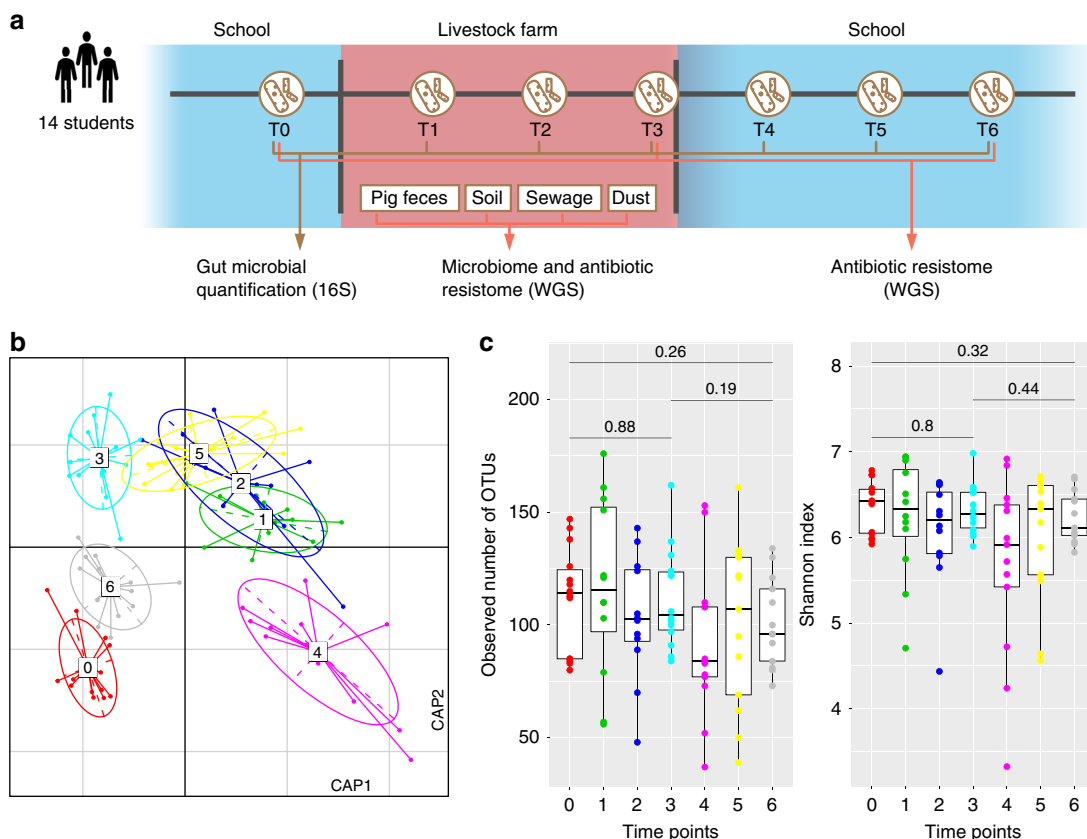 a
School
Livestock farm
School
14 students
T0
T1
T2
T3
T4
T5
T6
Pig feces
Soil
Sewage
Dust
Gut microbial
quantification (16S)
Microbiome and antibiotic
resistome (WGS)
Antibiotic resistome
(WGS)
b
3
5
2
1
6
0
4
CAP2
CAP1
c
Observed number of OTUs
200
150
100
50
0.26
0.19
0.88
0 1 2 3 4 5 6
Time points
Shannon index
8
7
6
5
4
0.32
0.44
0.8
0 1 2 3 4 5 6
Time points